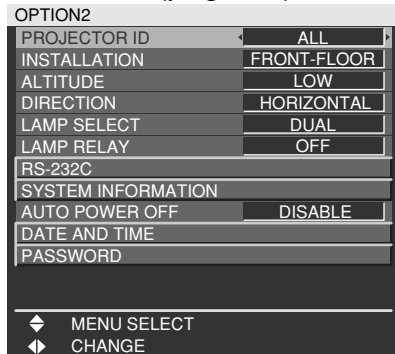 OPTION2
PROJECTOR ID ALL
INSTALLATION FRONT-FLOOR
ALTITUDE LOW
DIRECTION HORIZONTAL
LAMP SELECT DUAL
LAMP RELAY OFF
RS-232C
SYSTEM INFORMATION
AUTO POWER OFF DISABLE
DATE AND TIME
PASSWORD
MENU SELECT
CHANGE